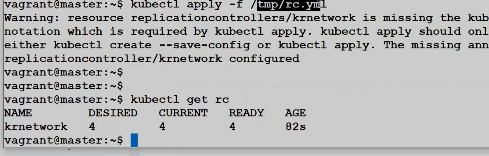 vagrant@master:~$ kubectl apply -f /tmp/rc.yml
Warning: resource replicationcontrollers/krnetwork is missing the kub
notation which is required by kubectl apply. kubectl apply should onl
either kubectl create --save-config or kubectl apply. The missing ann
replicationcontroller/krnetwork configured
vagrant@master:~$
vagrant@master:~$
vagrant@master:~$ kubectl get rc
NAME DESIRED CURRENT READY AGE
krnetwork 4 4 4 82s
vagrant@master:~$